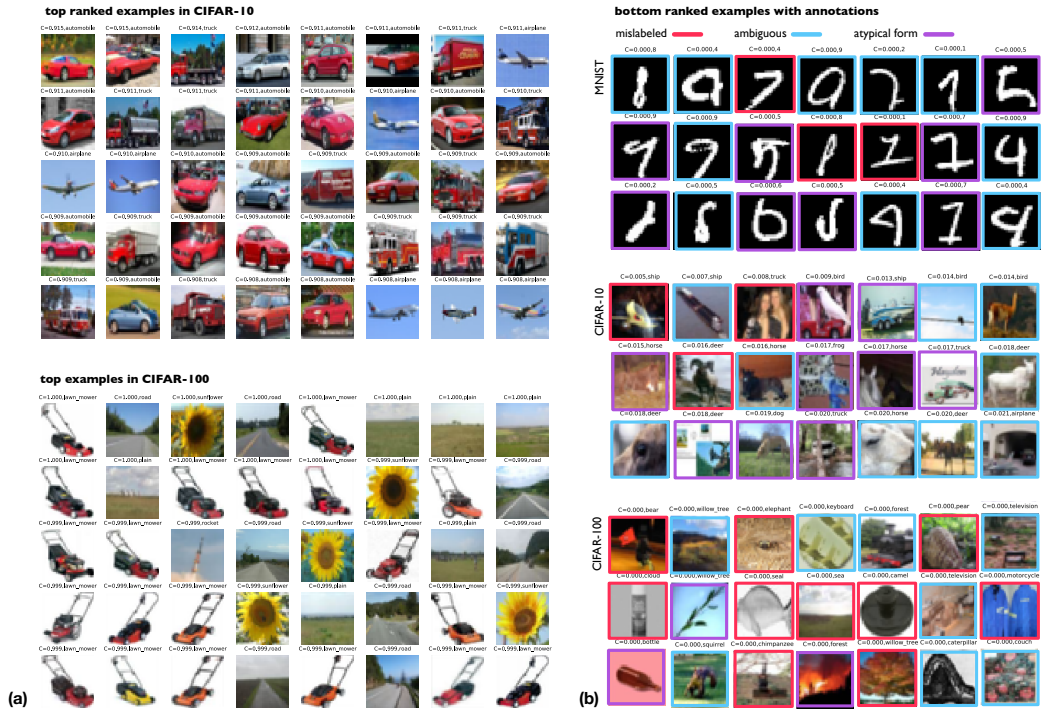 top ranked examples in CIFAR-10
C=0.915,automobile C=0.915,automobile C=0.914,truck C=0.912,automobile C=0.911,automobile C=0.911,automobile C=0.911,truck C=0.911,airplane
C=0.911,automobile C=0.911,truck C=0.911,truck C=0.911,automobile C=0.911,automobile C=0.910,airplane C=0.910,automobile C=0.910,truck
C=0.910,airplane C=0.910,airplane C=0.910,automobile C=0.909,automobile C=0.909,truck C=0.909,automobile C=0.909,truck C=0.909,automobile
C=0.909,automobile C=0.909,truck C=0.909,automobile
C=0.909,truck C=0.908,truck C=0.908,automobile C=0.908,airplane C=0.908,airplane
top examples in CIFAR-100
C=1.000,lawn_mower C=1.000,road C=1.000,sunflower C=1.000,road C=1.000,lawn_mower C=1.000,plain C=1.000,plain C=1.000,plain
C=1.000,lawn_mower C=1.000,plain C=1.000,lawn_mower C=1.000,lawn_mower C=1.000,lawn_mower C=0.999,sunflower C=0.999,lawn_mower C=0.999,road
C=0.999,lawn_mower C=0.999,rocket C=0.999,road C=0.999,sunflower C=0.999,lawn_mower C=0.999,plain C=0.999,road
C=0.999,lawn_mower C=0.999,lawn_mower C=0.999,lawn_mower C=0.999,sunflower C=0.999,plain C=0.999,road C=0.999,lawn_mower C=0.999,sunflower
C=0.999,lawn_mower C=0.999,lawn_mower C=0.999,lawn_mower C=0.999,road C=0.999,lawn_mower C=0.999,road C=0.999,lawn_mower C=0.999,lawn_mower
(a)
bottom ranked examples with annotations
mislabeled ambiguous atypical form
MNIST
C=0.000,8 C=0.000,4 C=0.000,4 C=0.000,9 C=0.000,2 C=0.000,1 C=0.000,5
C=0.000,9 C=0.000,9 C=0.000,5 C=0.000,8 C=0.000,1 C=0.000,7 C=0.000,9
C=0.000,2 C=0.000,5 C=0.000,6 C=0.000,5 C=0.000,4 C=0.000,7 C=0.000,4
CIFAR-10
C=0.005,ship C=0.007,ship C=0.008,truck C=0.009,bird C=0.013,ship C=0.014,bird C=0.014,bird
C=0.015,horse C=0.016,deer C=0.016,horse C=0.017,frog C=0.017,horse C=0.017,truck C=0.018,deer
C=0.018,deer C=0.018,deer C=0.019,dog C=0.020,truck C=0.020,horse C=0.020,deer C=0.021,airplane
CIFAR-100
C=0.000,bear C=0.000,willow_tree C=0.000,elephant C=0.000,keyboard C=0.000,forest C=0.000,pear C=0.000,television
C=0.000,cloud C=0.000,willow_tree C=0.000,seal C=0.000,sea C=0.000,camel C=0.000,television C=0.000,motorcycle
C=0.000,bottle C=0.000,squirrel C=0.000,chimpanzee C=0.000,forest C=0.000,willow_tree C=0.000,caterpillar C=0.000,couch
(b)